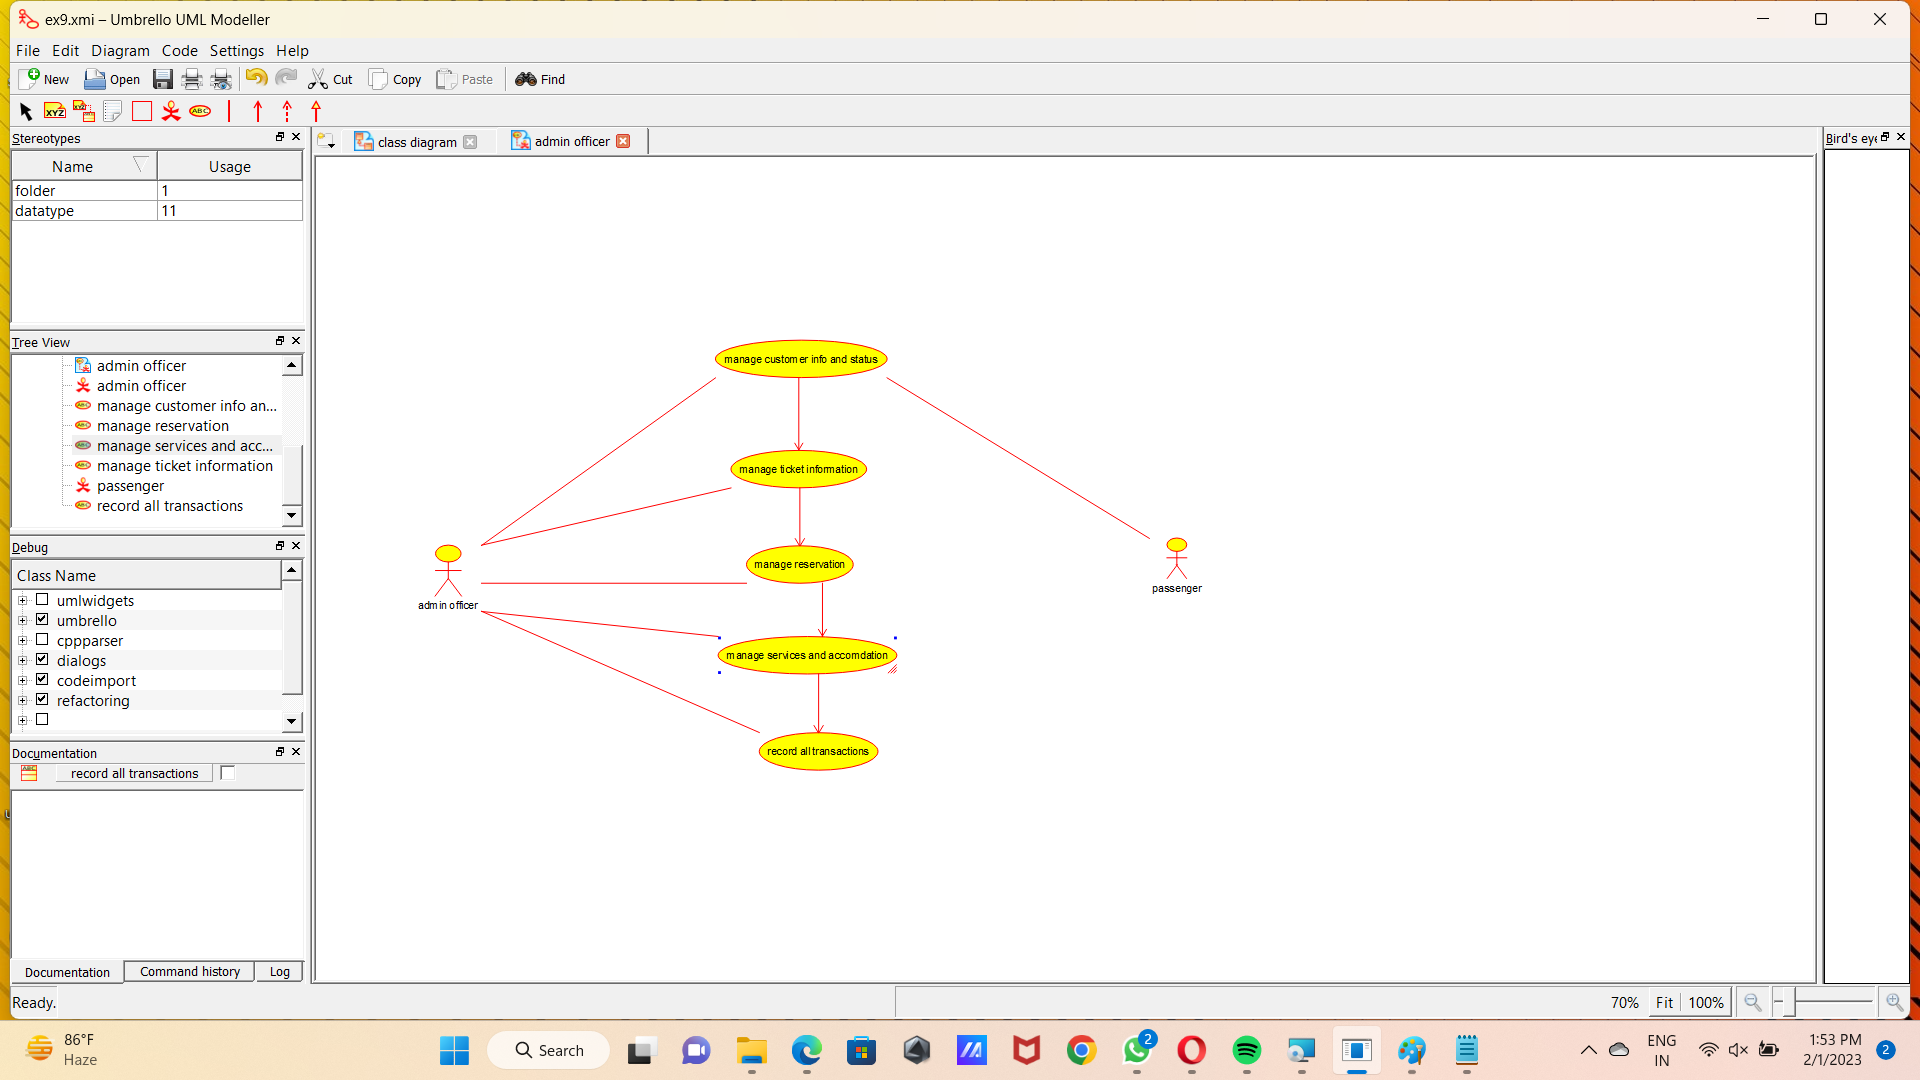 ex9.xmi – Umbrello UML Modeller
File Edit Diagram Code Settings Help
New Open Cut Copy Paste Find
XYZ ABC
Stereotypes
Name Usage
folder 1
datatype 11
Tree View
admin officer
admin officer
manage customer info an...
manage reservation
manage services and acc...
manage ticket information
passenger
record all transactions
Debug
Class Name
umlwidgets
umbrello
cppparser
dialogs
codeimport
refactoring
Documentation
record all transactions
Documentation Command history Log
Ready.
class diagram admin officer
manage customer info and status
manage ticket information
manage reservation
manage services and accomdation
record all transactions
admin officer
passenger
Bird's eye
70% Fit 100%
86°F
Haze
Search
2
ENG
IN
1:53 PM
2/1/2023
2